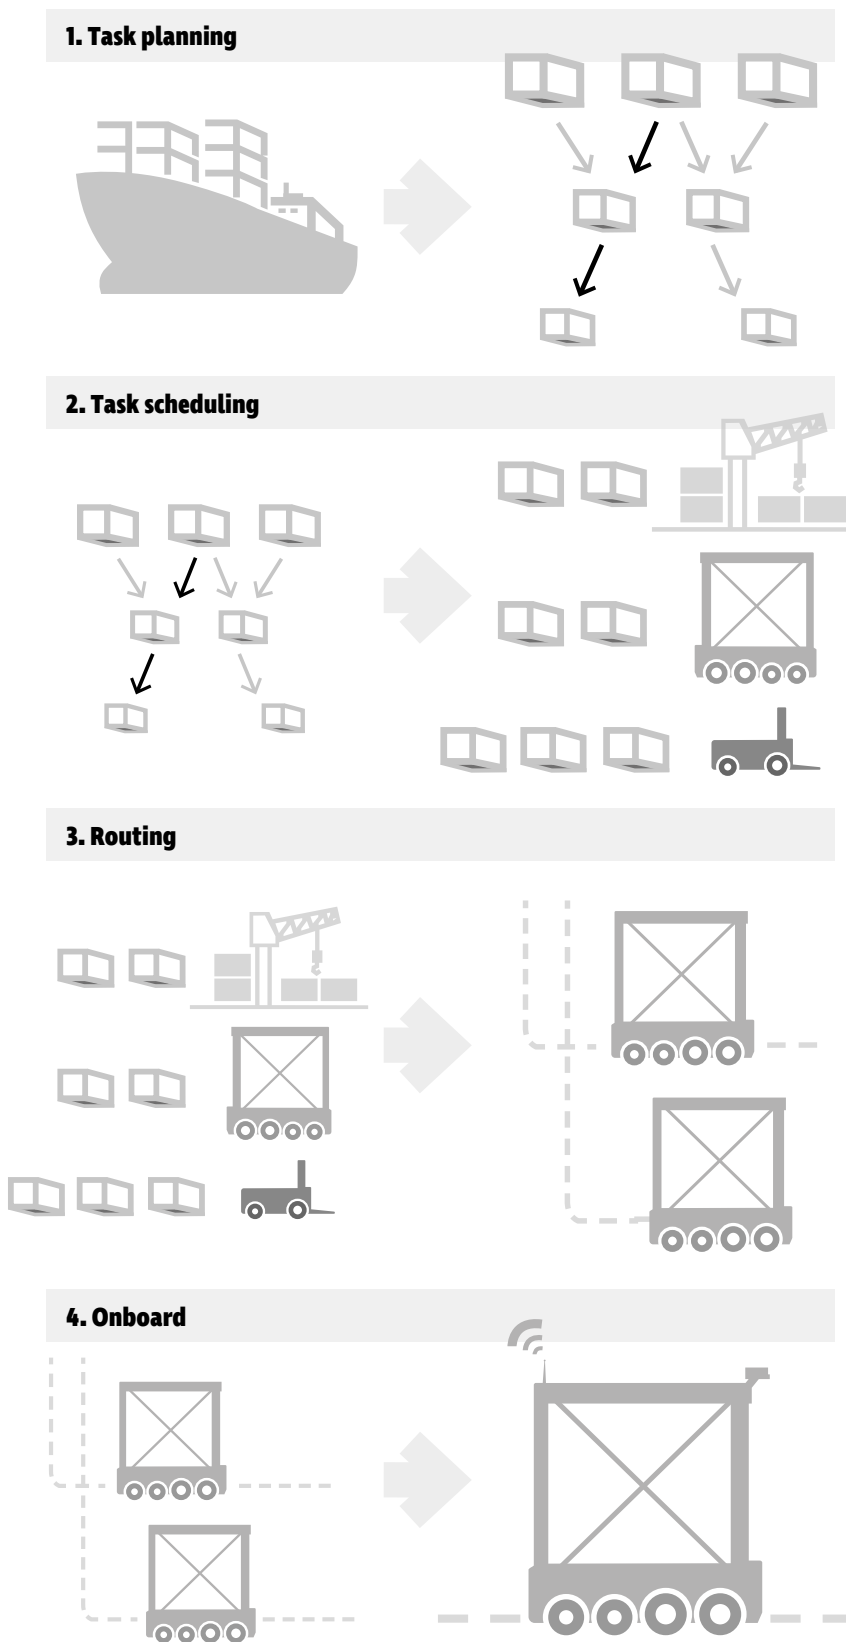 1. Task planning
2. Task scheduling
3. Routing
4. Onboard